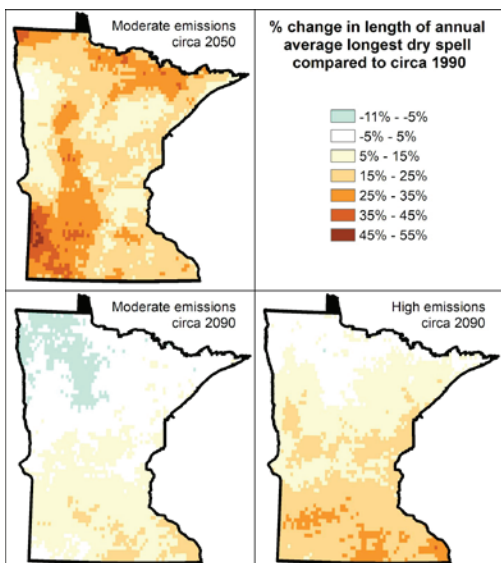 Moderate emissions
circa 2050
% change in length of annual
average longest dry spell
compared to circa 1990
-11% - -5%
-5% - 5%
5% - 15%
15% - 25%
25% - 35%
35% - 45%
45% - 55%
Moderate emissions
circa 2090
High emissions
circa 2090